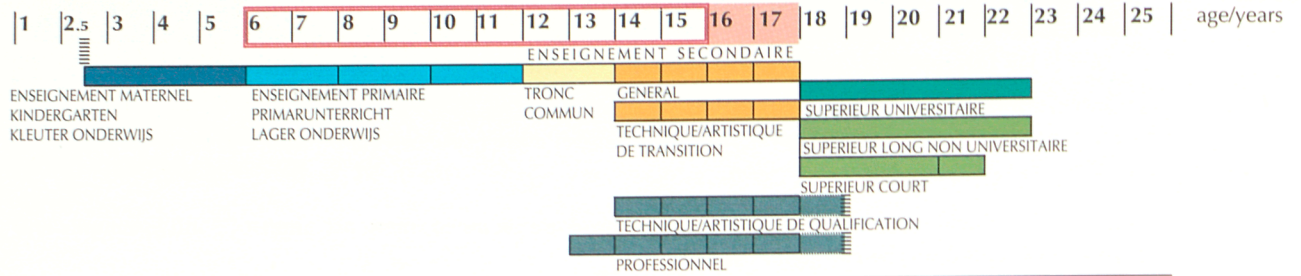 1 2.5 3 4 5 6 7 8 9 10 11 12 13 14 15 16 17 18 19 20 21 22 23 24 25 age/years
ENSEIGNEMENT SECONDAIRE
ENSEIGNEMENT MATERNEL
KINDERGARTEN
KLEUTER ONDERWIJS
ENSEIGNEMENT PRIMAIRE
PRIMARUNTERRICHT
LAGER ONDERWIJS
TRONC
COMMUN
GENERAL
TECHNIQUE/ARTISTIQUE
DE TRANSITION
SUPERIEUR UNIVERSITAIRE
SUPERIEUR LONG NON UNIVERSITAIRE
SUPERIEUR COURT
TECHNIQUE/ARTISTIQUE DE QUALIFICATION
PROFESSIONNEL